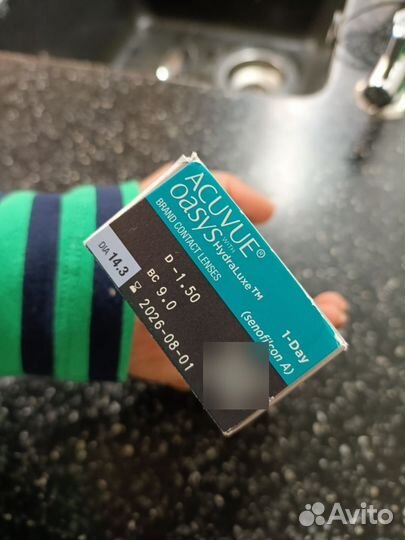 ACUVUE®
OASYS WITH HydraLuxe™
BRAND CONTACT LENSES
1-Day
(senofilcon A)
DIA 14.3
D -1.50
BC 9.0
2026-08-01
Avito